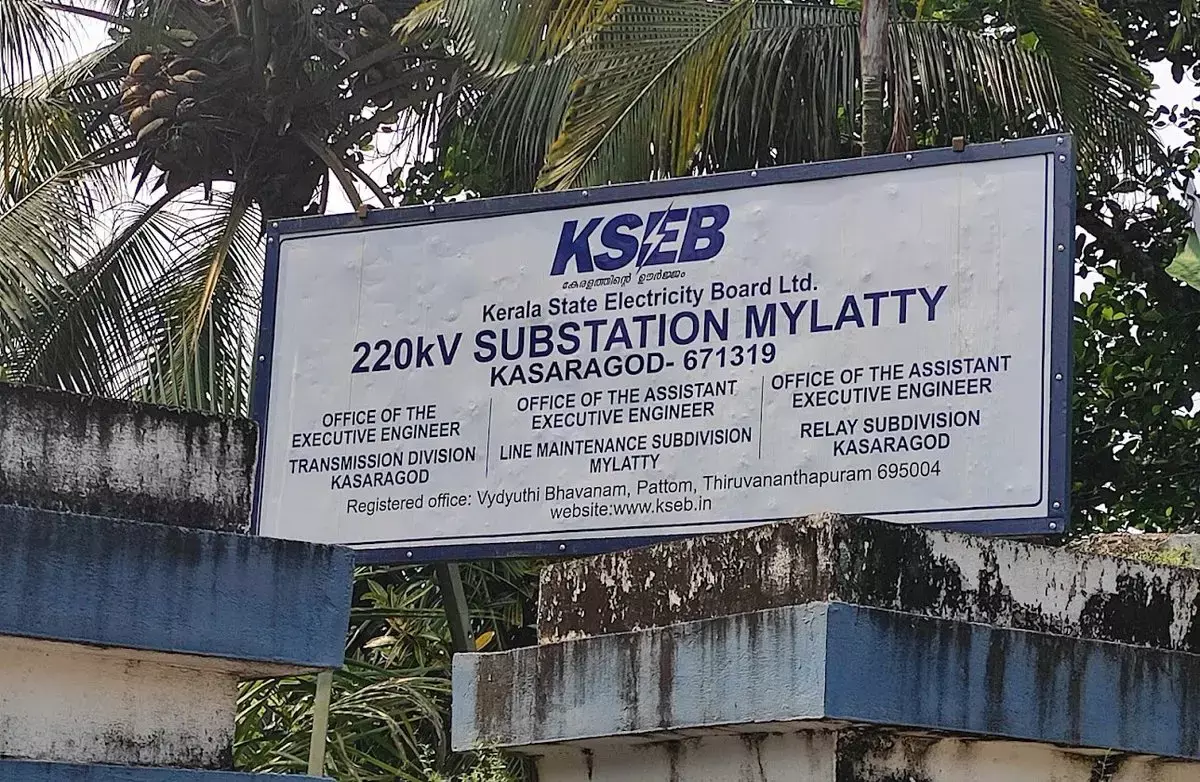 KSEB
കേരളത്തിന്റെ ഊർജ്ജം
Kerala State Electricity Board Ltd.
220kV SUBSTATION MYLATTY
KASARAGOD- 671319
OFFICE OF THE
EXECUTIVE ENGINEER
TRANSMISSION DIVISION
KASARAGOD
OFFICE OF THE ASSISTANT
EXECUTIVE ENGINEER
LINE MAINTENANCE SUBDIVISION
MYLATTY
OFFICE OF THE ASSISTANT
EXECUTIVE ENGINEER
RELAY SUBDIVISION
KASARAGOD
Registered office: Vydyuthi Bhavanam, Pattom, Thiruvananthapuram 695004
website:www.kseb.in